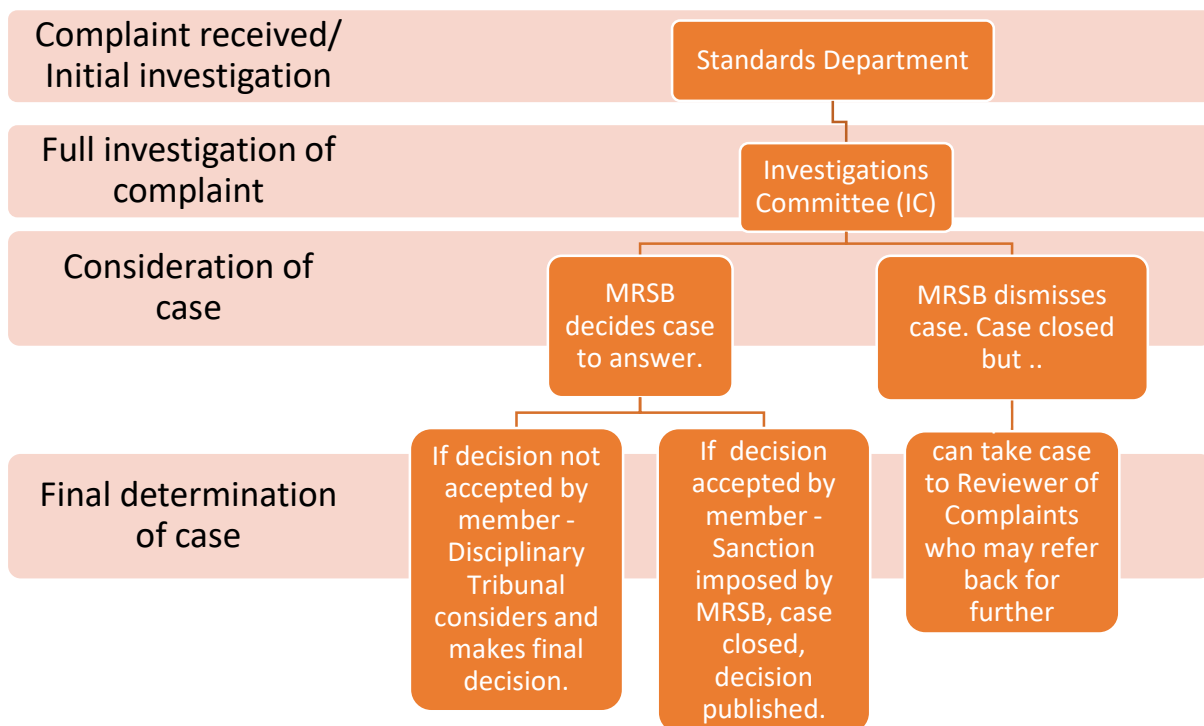 Complaint received/
Initial investigation
Standards Department
Full investigation of
complaint
Investigations
Committee (IC)
Consideration of
case
MRSB
decides case
to answer.
MRSB dismisses
case. Case closed
but ..
Final determination
of case
If decision not
accepted by
member -
Disciplinary
Tribunal
considers and
makes final
decision.
If decision
accepted by
member -
Sanction
imposed by
MRSB, case
closed,
decision
published.
can take case
to Reviewer of
Complaints
who may refer
back for
further